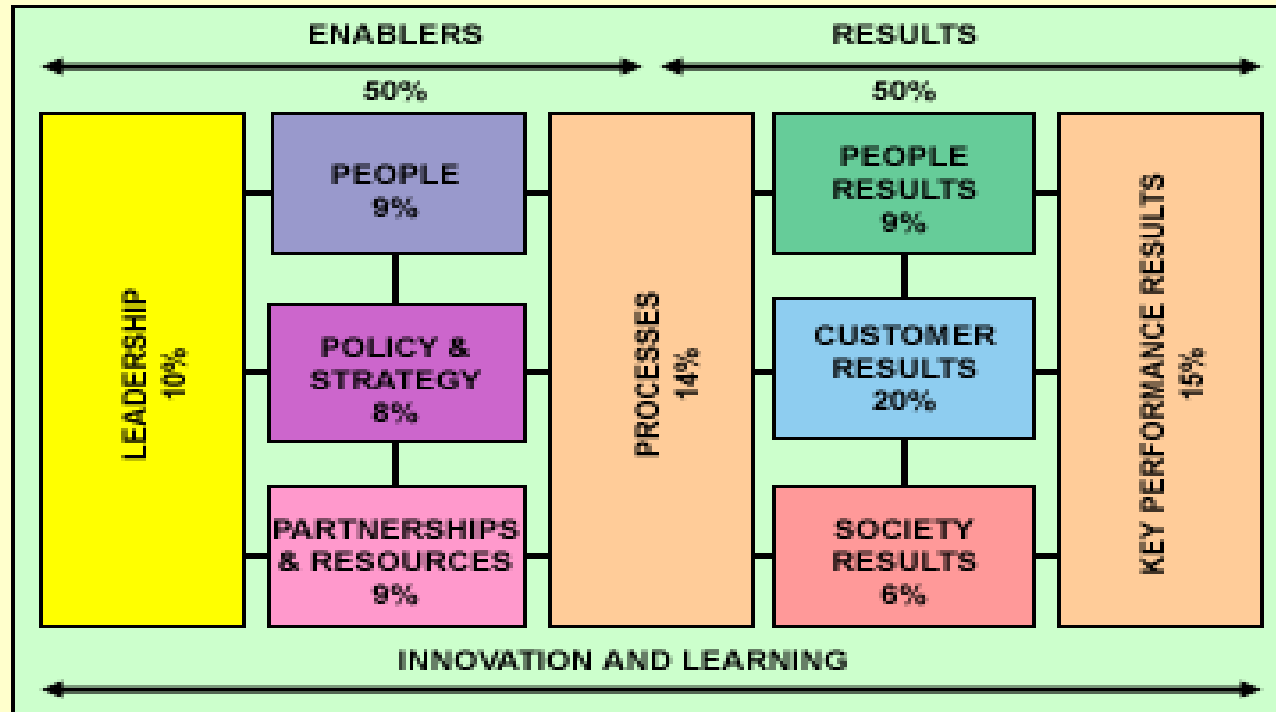 ENABLERS
RESULTS
50%
50%
LEADERSHIP
10%
PEOPLE
9%
POLICY &
STRATEGY
8%
PARTNERSHIPS
& RESOURCES
9%
PROCESSES
14%
PEOPLE
RESULTS
9%
CUSTOMER
RESULTS
20%
SOCIETY
RESULTS
6%
KEY PERFORMANCE RESULTS
15%
INNOVATION AND LEARNING